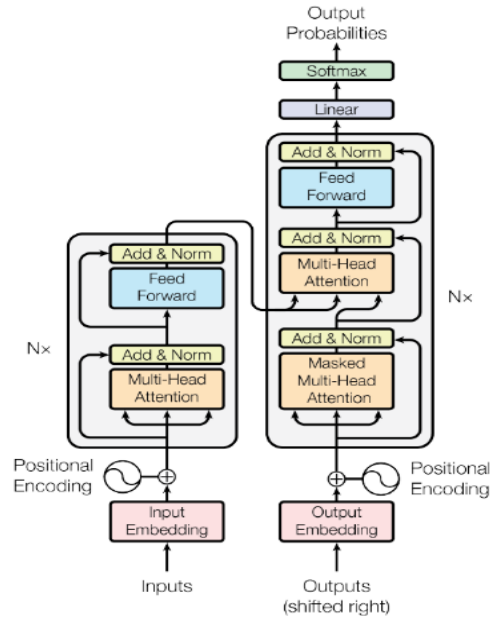 Output
Probabilities
Softmax
Linear
Add & Norm
Feed
Forward
Add & Norm
Multi-Head
Attention
Nx
Add & Norm
Masked
Multi-Head
Attention
Add & Norm
Feed
Forward
Nx
Add & Norm
Multi-Head
Attention
Positional
Encoding
Positional
Encoding
Input
Embedding
Output
Embedding
Inputs
Outputs
(shifted right)